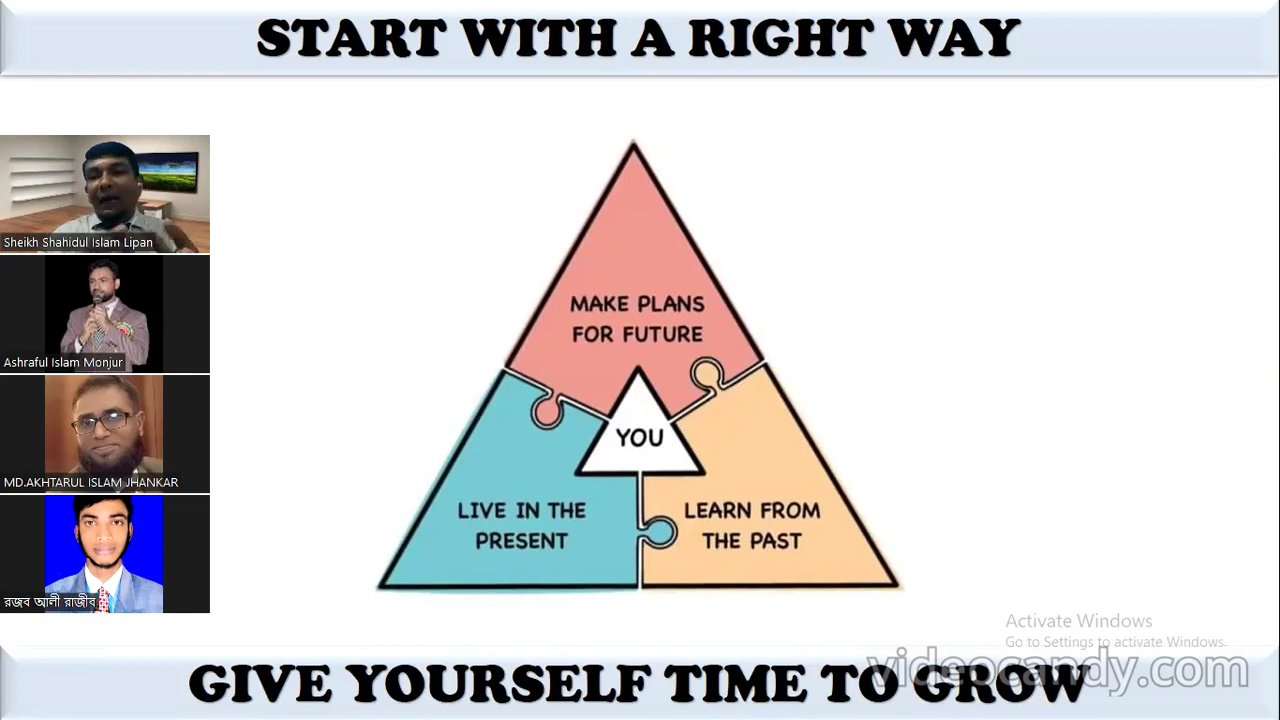 START WITH A RIGHT WAY
Sheikh Shahidul Islam Lipan
Ashraful Islam Monjur
MD.AKHTARUL ISLAM JHANKAR
রজব আলী রাজীব
MAKE PLANS
FOR FUTURE
YOU
LIVE IN THE
PRESENT
LEARN FROM
THE PAST
Activate Windows
Go to Settings to activate Windows.
videocandy.com
GIVE YOURSELF TIME TO GROW